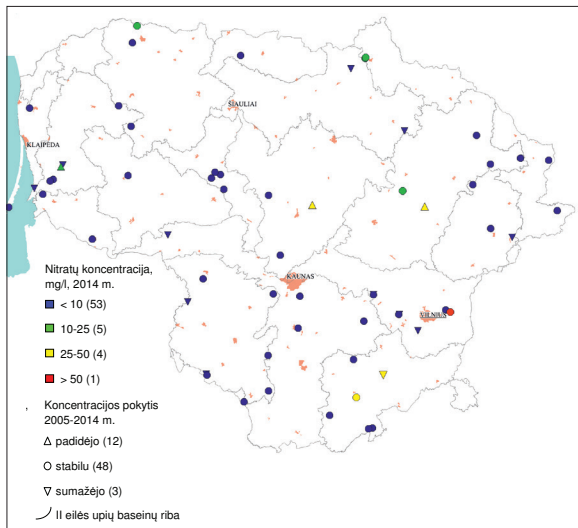 ŠIAULIAI
KLAIPĖDA
KAUNAS
VILNIUS
Nitratų koncentracija,
mg/l, 2014 m.
< 10 (53)
10-25 (5)
25-50 (4)
> 50 (1)
Koncentracijos pokytis
2005-2014 m.
padidėjo (12)
stabilu (48)
sumažėjo (3)
II eilės upių baseinų riba